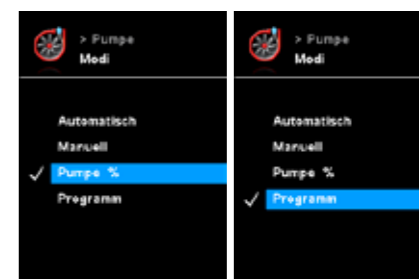 > Pumpe
Modi
Automatisch
Manuell
Pumpe %
Programm
> Pumpe
Modi
Automatisch
Manuell
Pumpe %
Programm